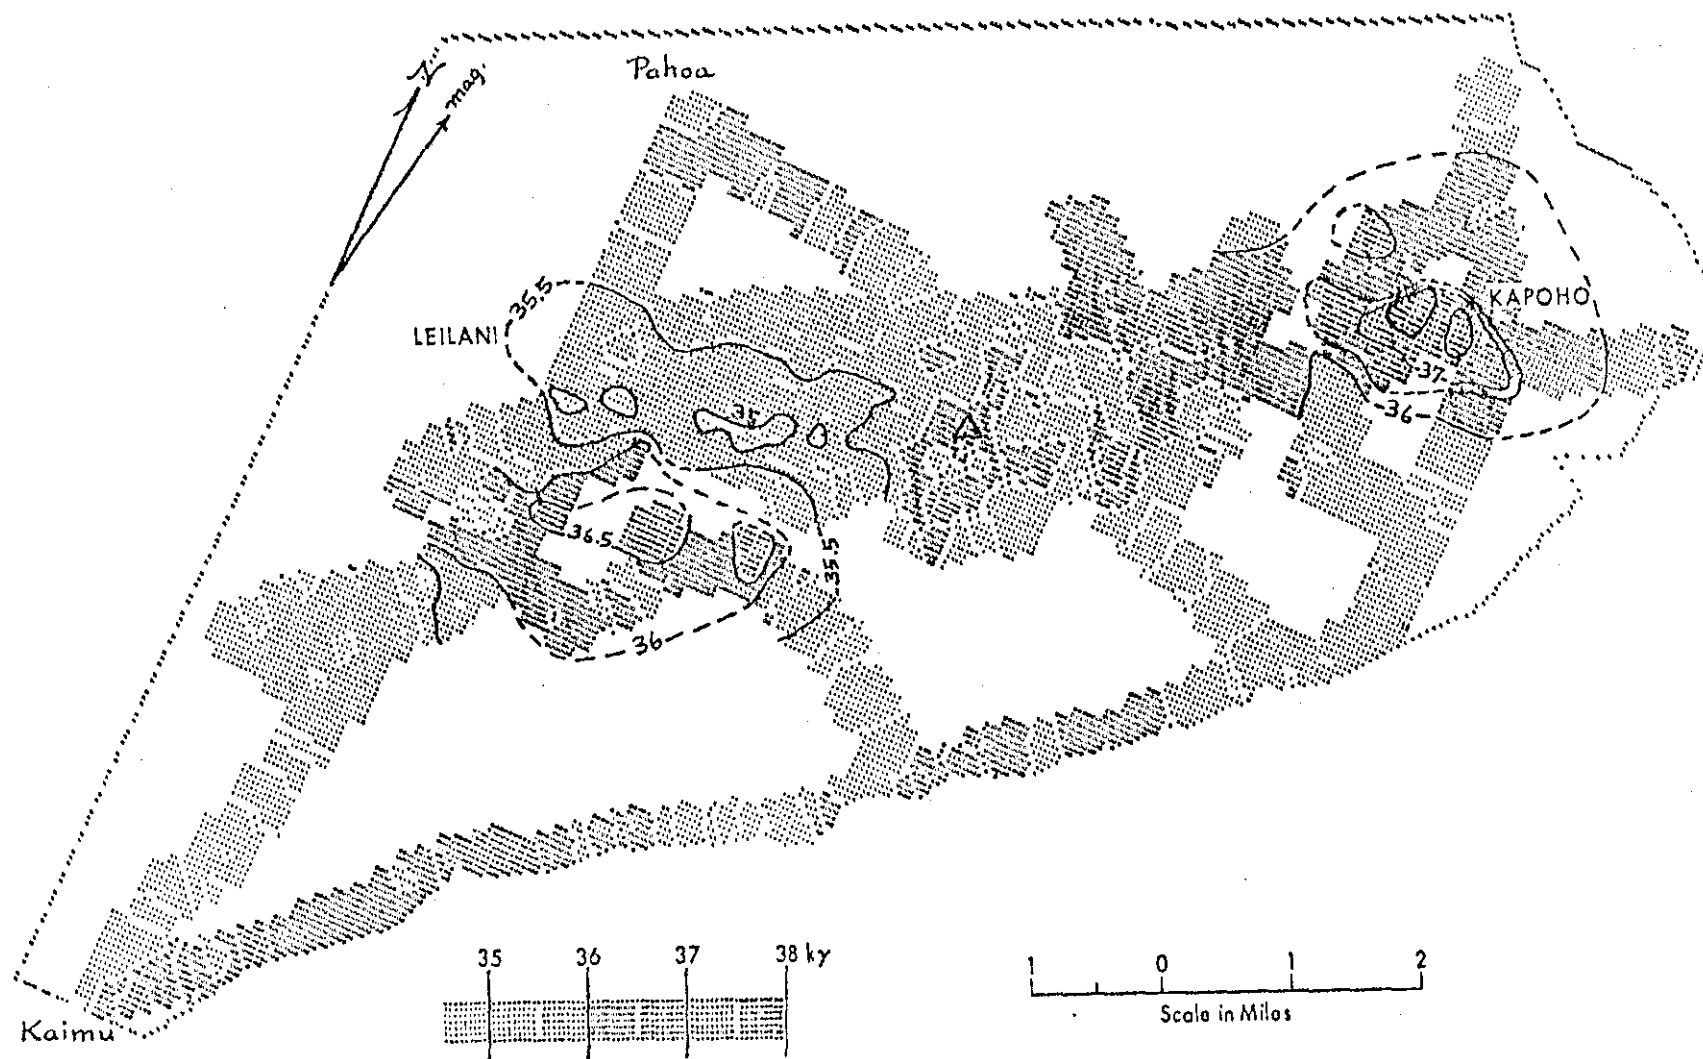 Pahoa
N
mag.
35.5
LEILANI
KAPOHO
37
36
35
36.5
35.5
36
35 36 37 38 kγ
1 0 1 2
Scale in Miles
Kaimu